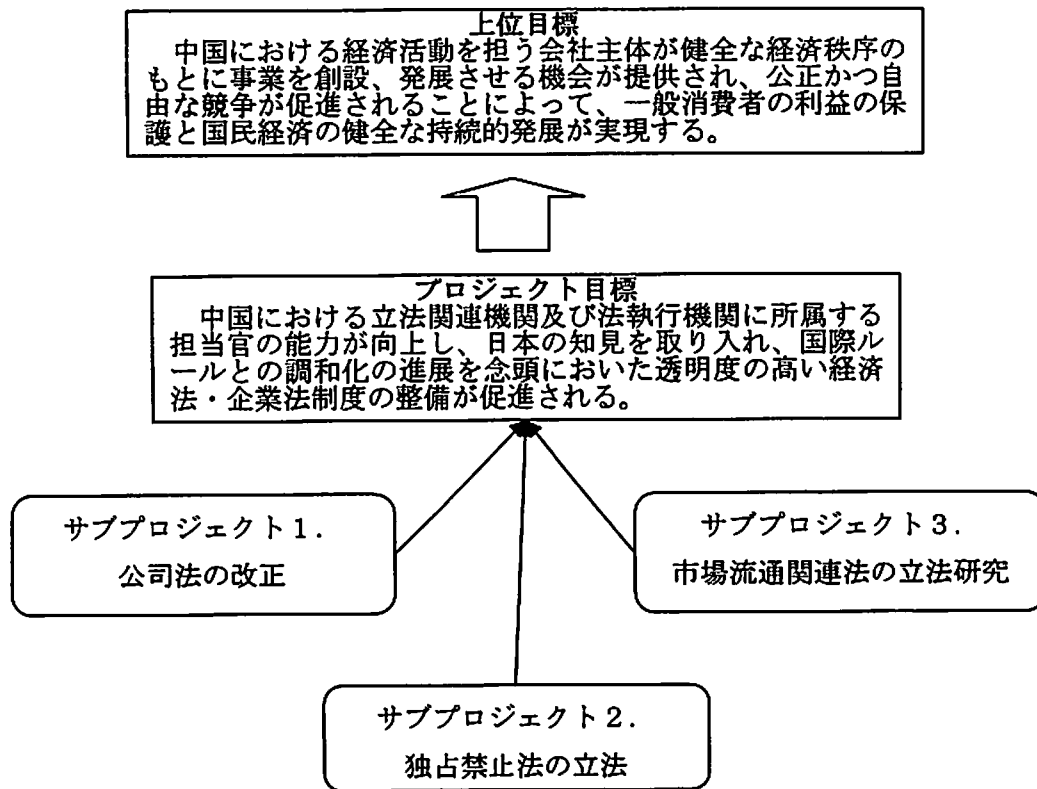 上位目標
中国における経済活動を担う会社主体が健全な経済秩序の
もとに事業を創設、発展させる機会が提供され、公正かつ自
由な競争が促進されることによって、一般消費者の利益の保
護と国民経済の健全な持続的発展が実現する。
プロジェクト目標
中国における立法関連機関及び法執行機関に所属する
担当官の能力が向上し、日本の知見を取り入れ、国際ル
ールとの調和化の進展を念頭においた透明度の高い経済
法・企業法制度の整備が促進される。
サブプロジェクト１．
公司法の改正
サブプロジェクト３．
市場流通関連法の立法研究
サブプロジェクト２．
独占禁止法の立法